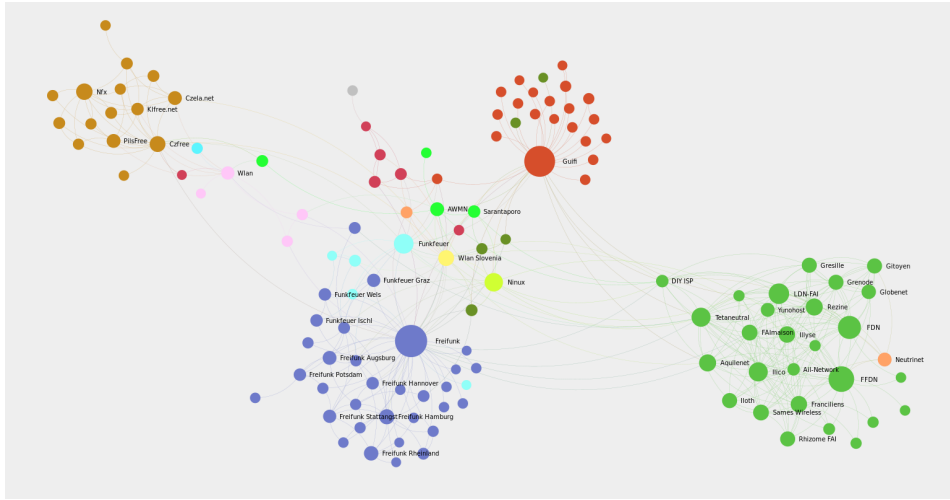 Nfx
Czela.net
Klfree.net
PilsFree
Czfree
Wlan
Guifi
AWMN
Sarantaporo
Funkfeuer
Wlan Slovenia
Funkfeuer Graz
Ninux
Funkfeuer Wels
Funkfeuer Ischl
Freifunk
Freifunk Augsburg
Freifunk Potsdam
Freifunk Hannover
Freifunk Stattangst
Freifunk Hamburg
Freifunk Rheinland
DIY ISP
Gresille
Gitoyen
Grenode
LDN-FAI
Globenet
Yunohost
Rezine
Tetaneutral
FAImaison
Illyse
FDN
Aquilenet
Ilico
All-Network
Neutrinet
FFDN
Iloth
Franciliens
Sames Wireless
Rhizome FAI